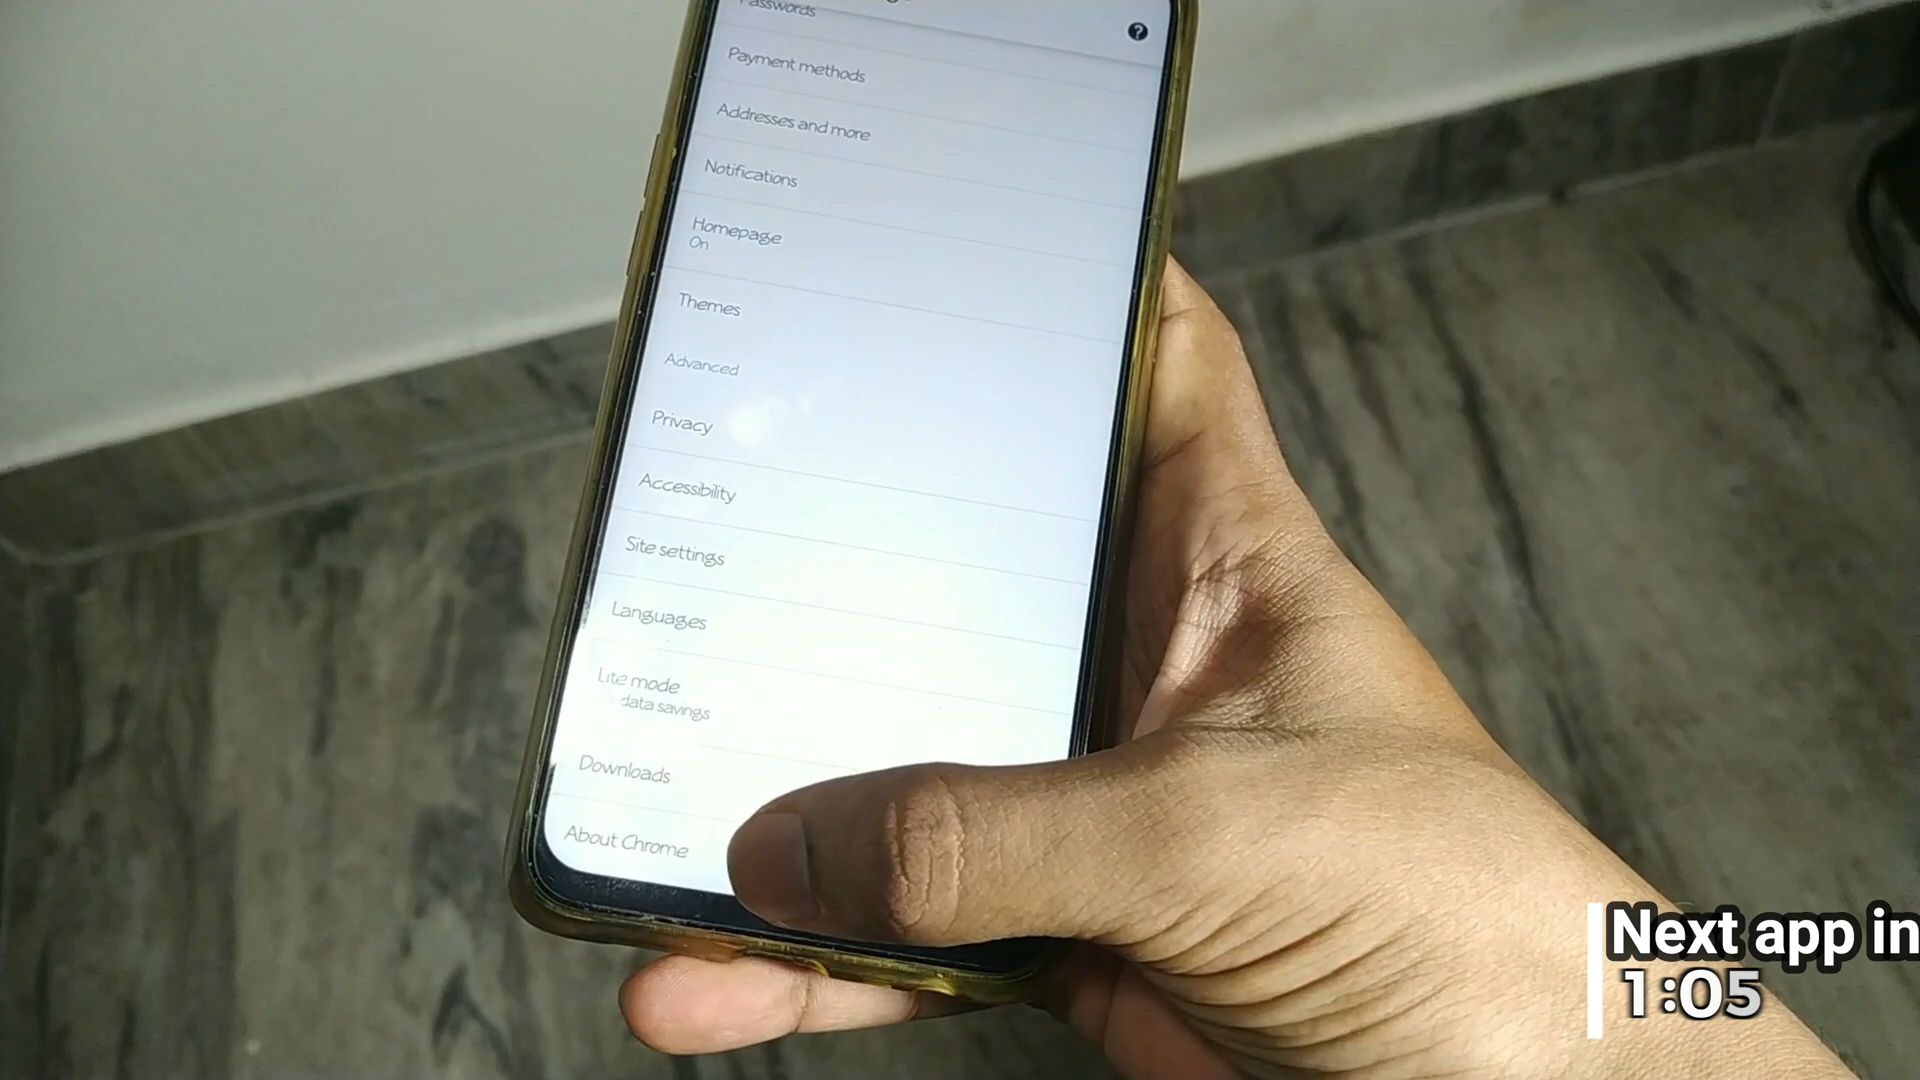 Passwords
Payment methods
Addresses and more
Notifications
Homepage
On
Themes
Advanced
Privacy
Accessibility
Site settings
Languages
Lite mode
data savings
Downloads
About Chrome
Next app in
1:05